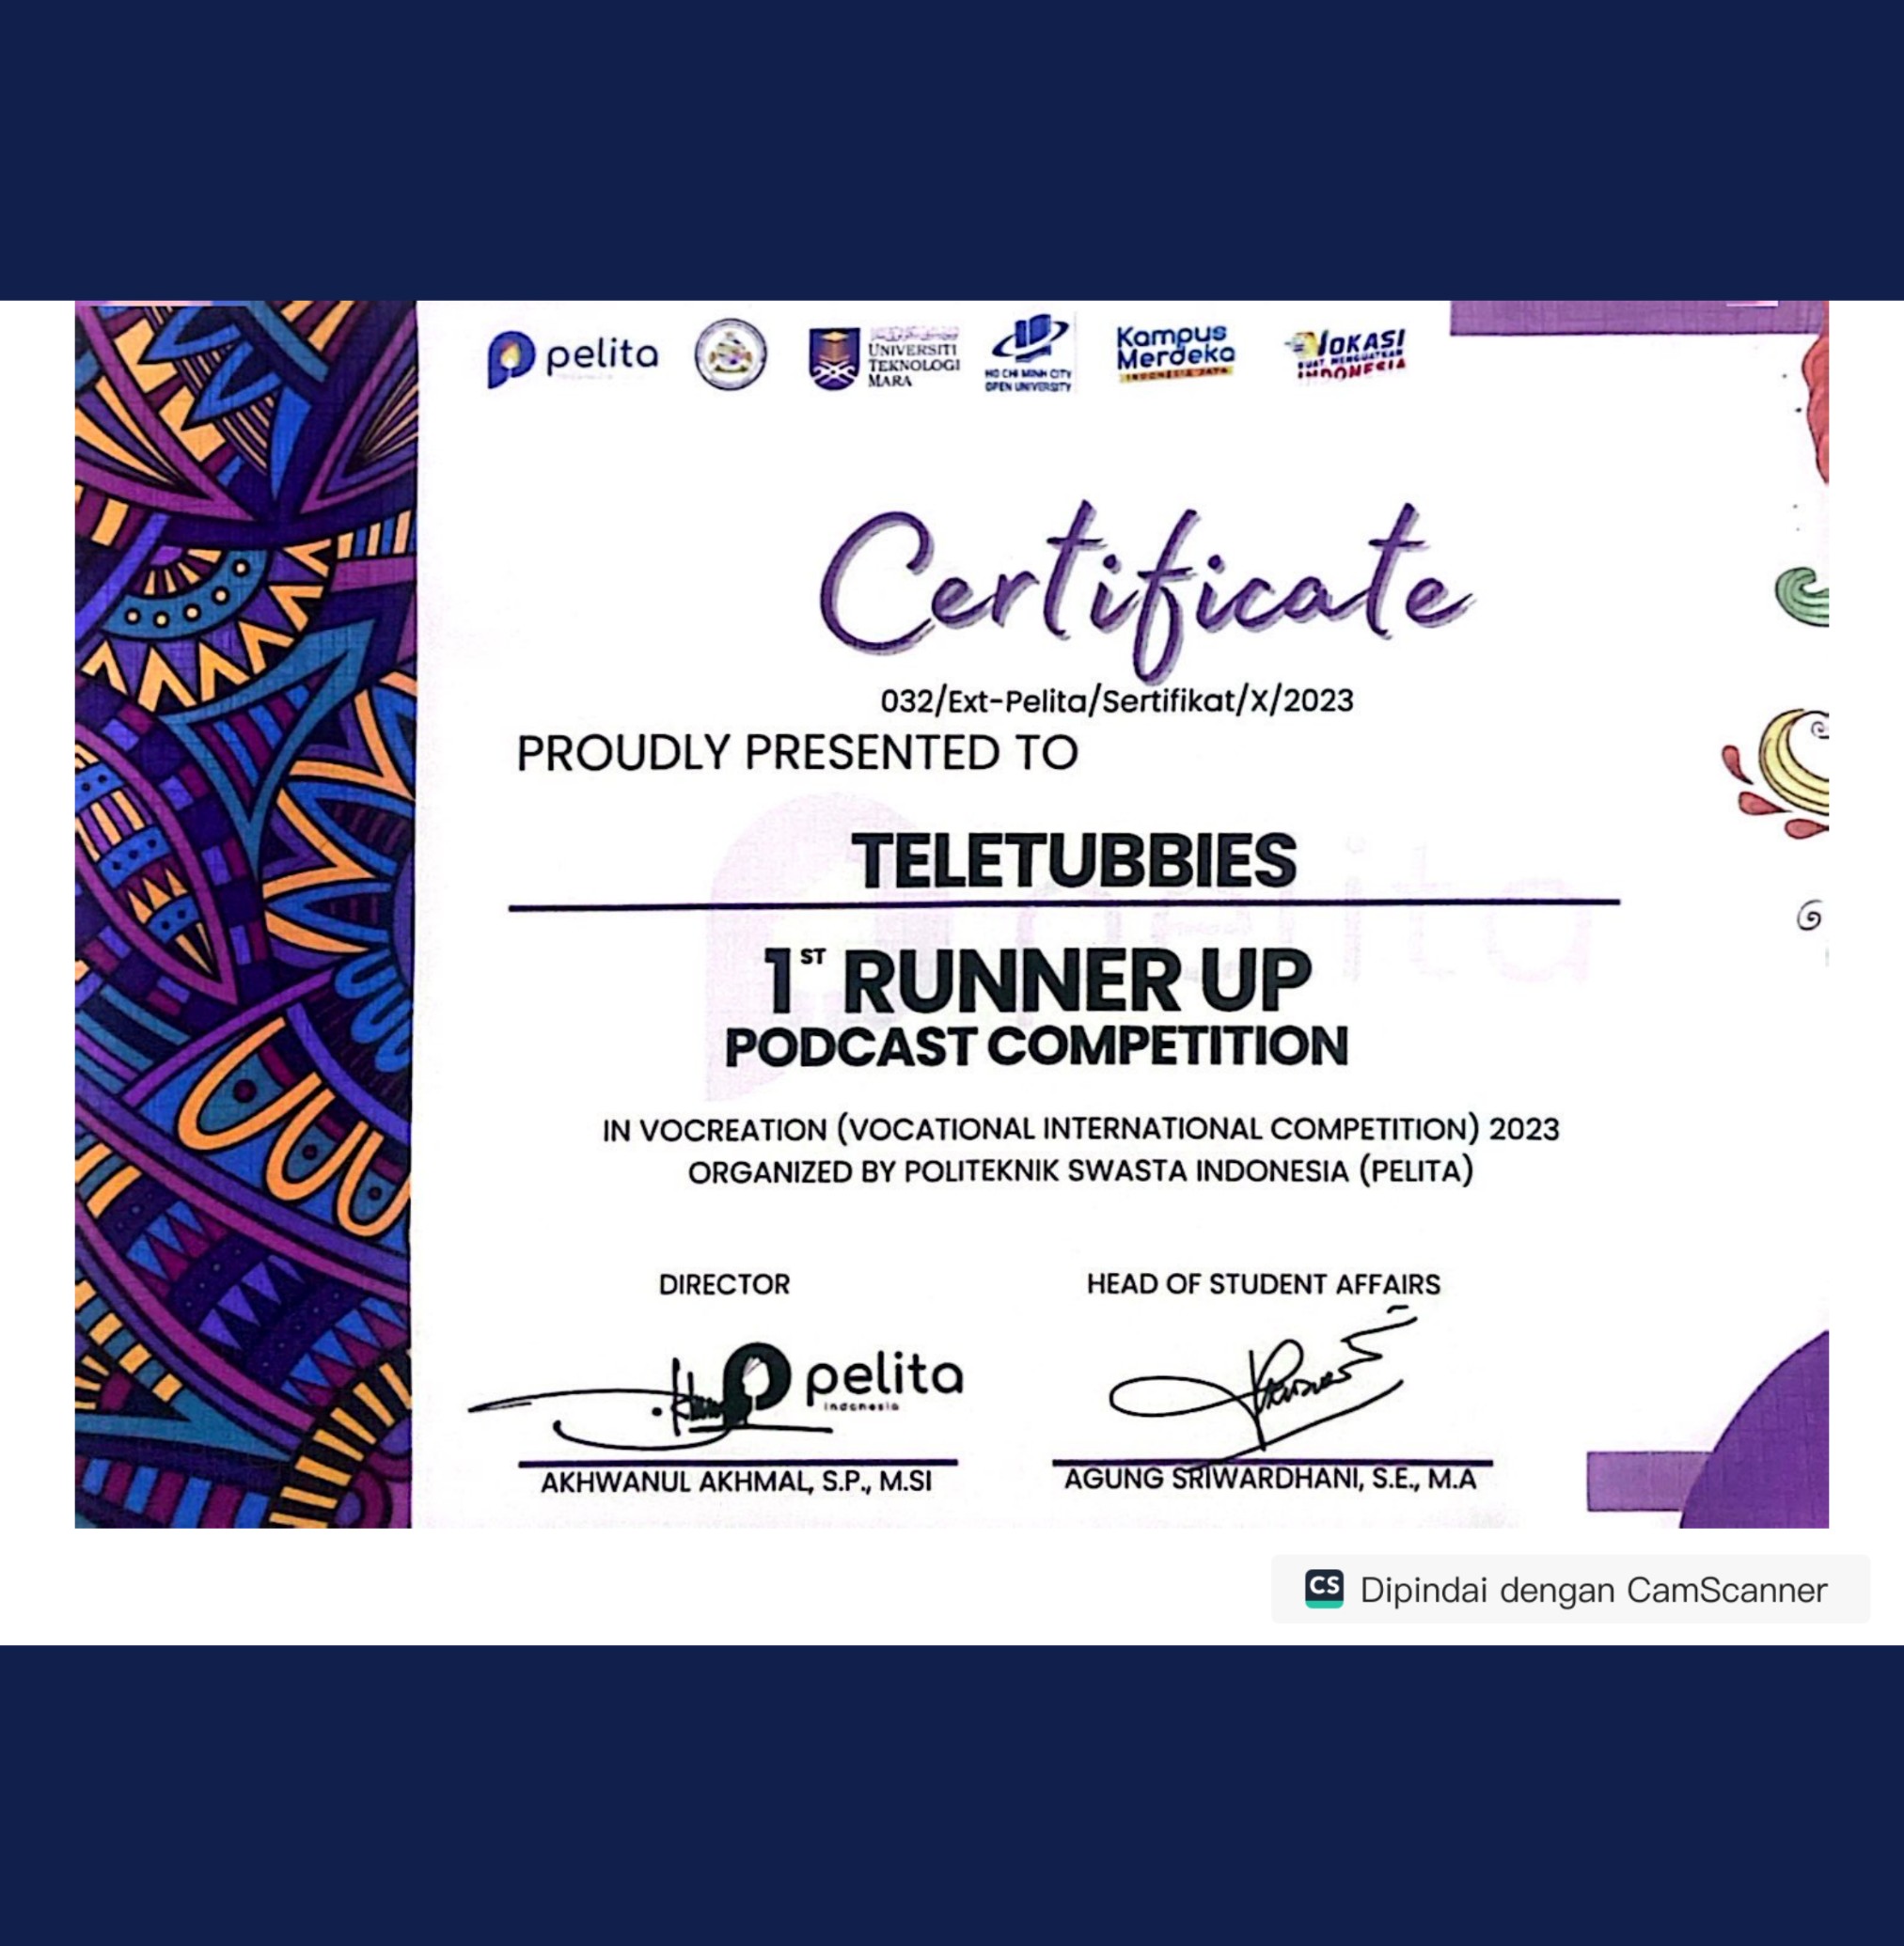 pelita
UNIVERSITI
TEKNOLOGI
MARA
HO CHI MINH CITY
OPEN UNIVERSITY
Kampus
Merdeka
INDONESIA JAYA
VOKASI
KUAT MENGUATKAN
INDONESIA
Certificate
032/Ext-Pelita/Sertifikat/X/2023
PROUDLY PRESENTED TO
TELETUBBIES
1ST RUNNER UP
PODCAST COMPETITION
IN VOCREATION (VOCATIONAL INTERNATIONAL COMPETITION) 2023
ORGANIZED BY POLITEKNIK SWASTA INDONESIA (PELITA)
DIRECTOR
HEAD OF STUDENT AFFAIRS
pelita
indonesia
AKHWANUL AKHMAL, S.P., M.SI
AGUNG SRIWARDHANI, S.E., M.A
CS Dipindai dengan CamScanner